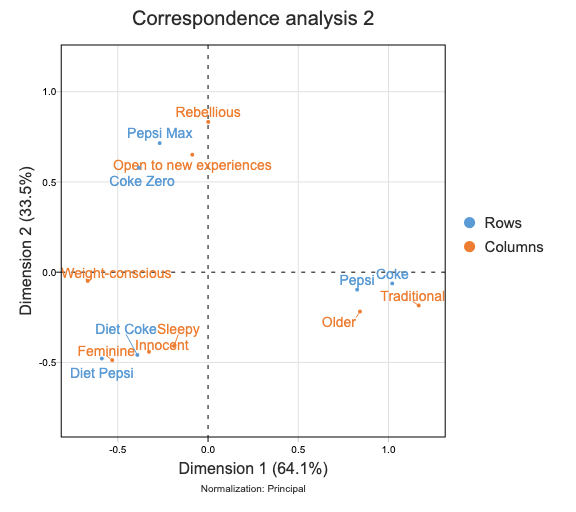 Correspondence analysis 2
Dimension 2 (33.5%)
1.0
0.5
0.0
-0.5
Rebellious
Pepsi Max
Open to new experiences
Coke Zero
Weight-conscious
Pepsi
Coke
Traditional
Older
Diet Coke
Sleepy
Innocent
Feminine
Diet Pepsi
Rows
Columns
-0.5 0.0 0.5 1.0
Dimension 1 (64.1%)
Normalization: Principal